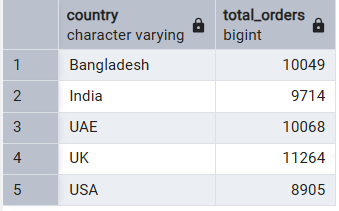 country total_orders
character varying bigint
1 Bangladesh 10049
2 India 9714
3 UAE 10068
4 UK 11264
5 USA 8905